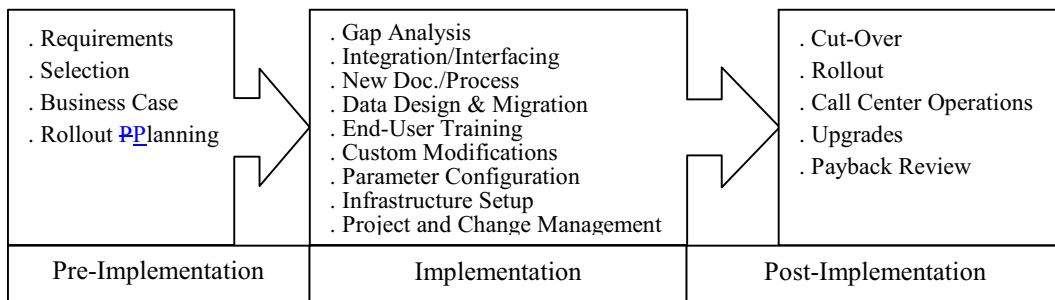 . Requirements
. Selection
. Business Case
. Rollout PPlanning
. Gap Analysis
. Integration/Interfacing
. New Doc./Process
. Data Design & Migration
. End-User Training
. Custom Modifications
. Parameter Configuration
. Infrastructure Setup
. Project and Change Management
. Cut-Over
. Rollout
. Call Center Operations
. Upgrades
. Payback Review
Pre-Implementation
Implementation
Post-Implementation